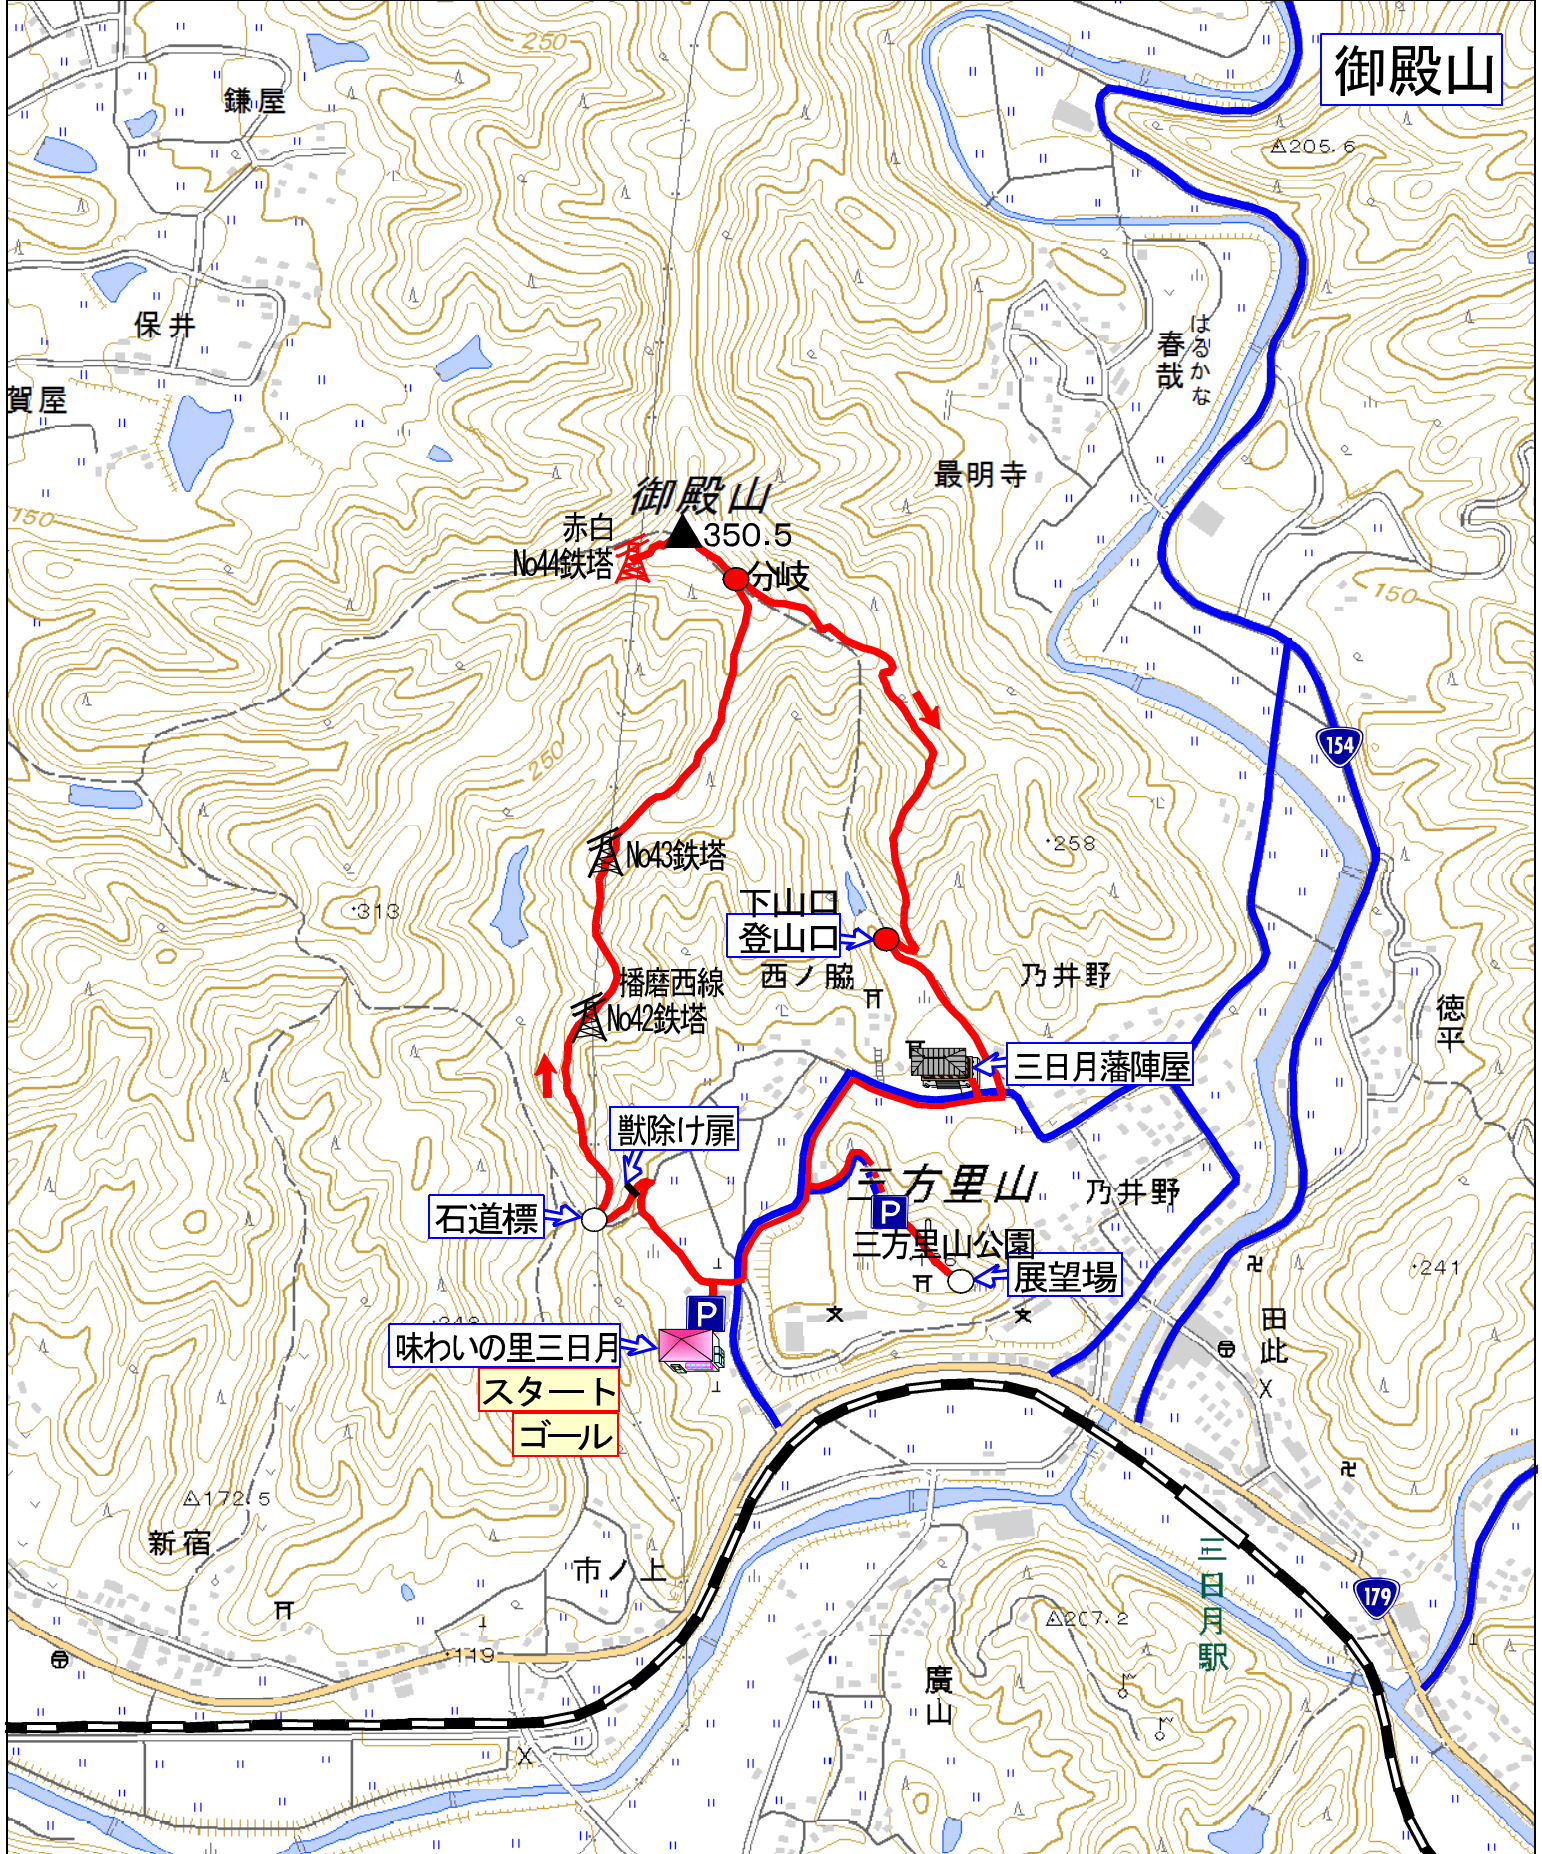 御殿山
250
鎌屋
205.6
保井
はるかな
春哉
賀屋
最明寺
御殿山
赤白
350.5
No44鉄塔
分岐
150
150
154
250
No43鉄塔
258
313
下山口
登山口
西ノ脇
乃井野
播磨西線
No42鉄塔
徳平
三日月藩陣屋
獣除け扉
三方里山
乃井野
石道標
P
三方里山公園
展望場
241
P
味わいの里三日月
田此
スタート
ゴール
172.5
新宿
市ノ上
三日月駅
179
207.2
119
廣山